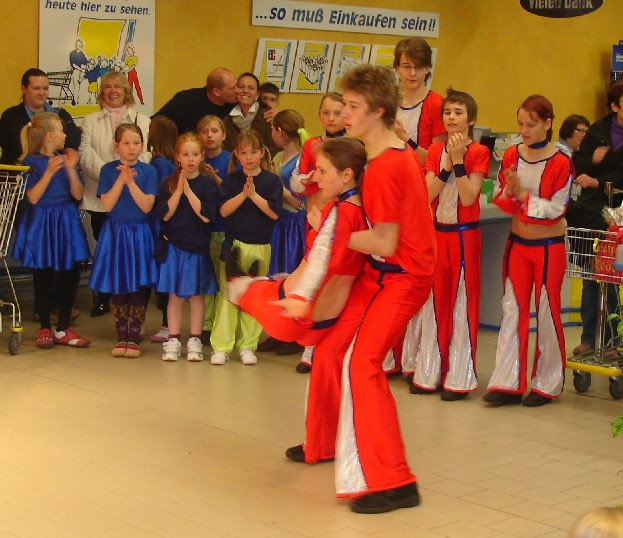 heute hier zu sehen.
...so muß Einkaufen sein!!
Vielen Dank